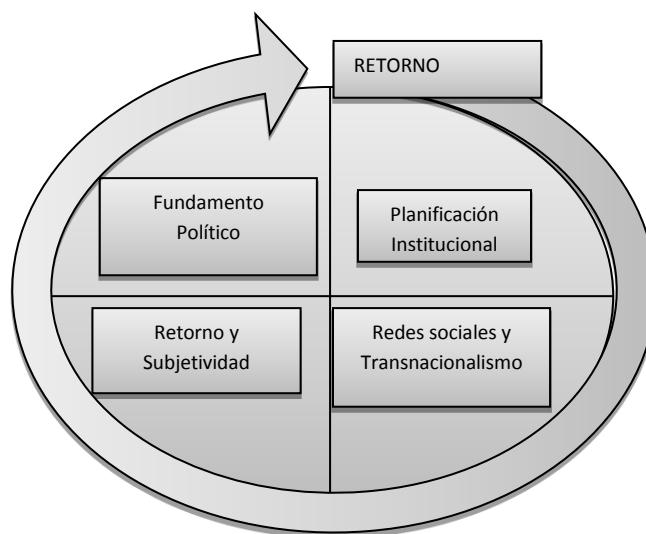 RETORNO
Fundamento
Político
Planificación
Institucional
Retorno y
Subjetividad
Redes sociales y
Transnacionalismo